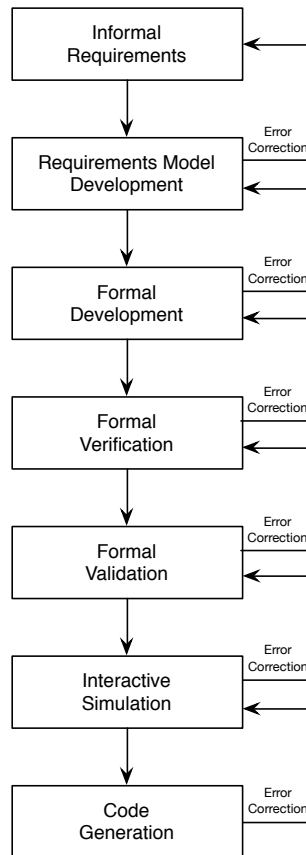 Informal
Requirements
Error
Correction
Requirements Model
Development
Error
Correction
Formal
Development
Error
Correction
Formal
Verification
Error
Correction
Formal
Validation
Error
Correction
Interactive
Simulation
Error
Correction
Code
Generation